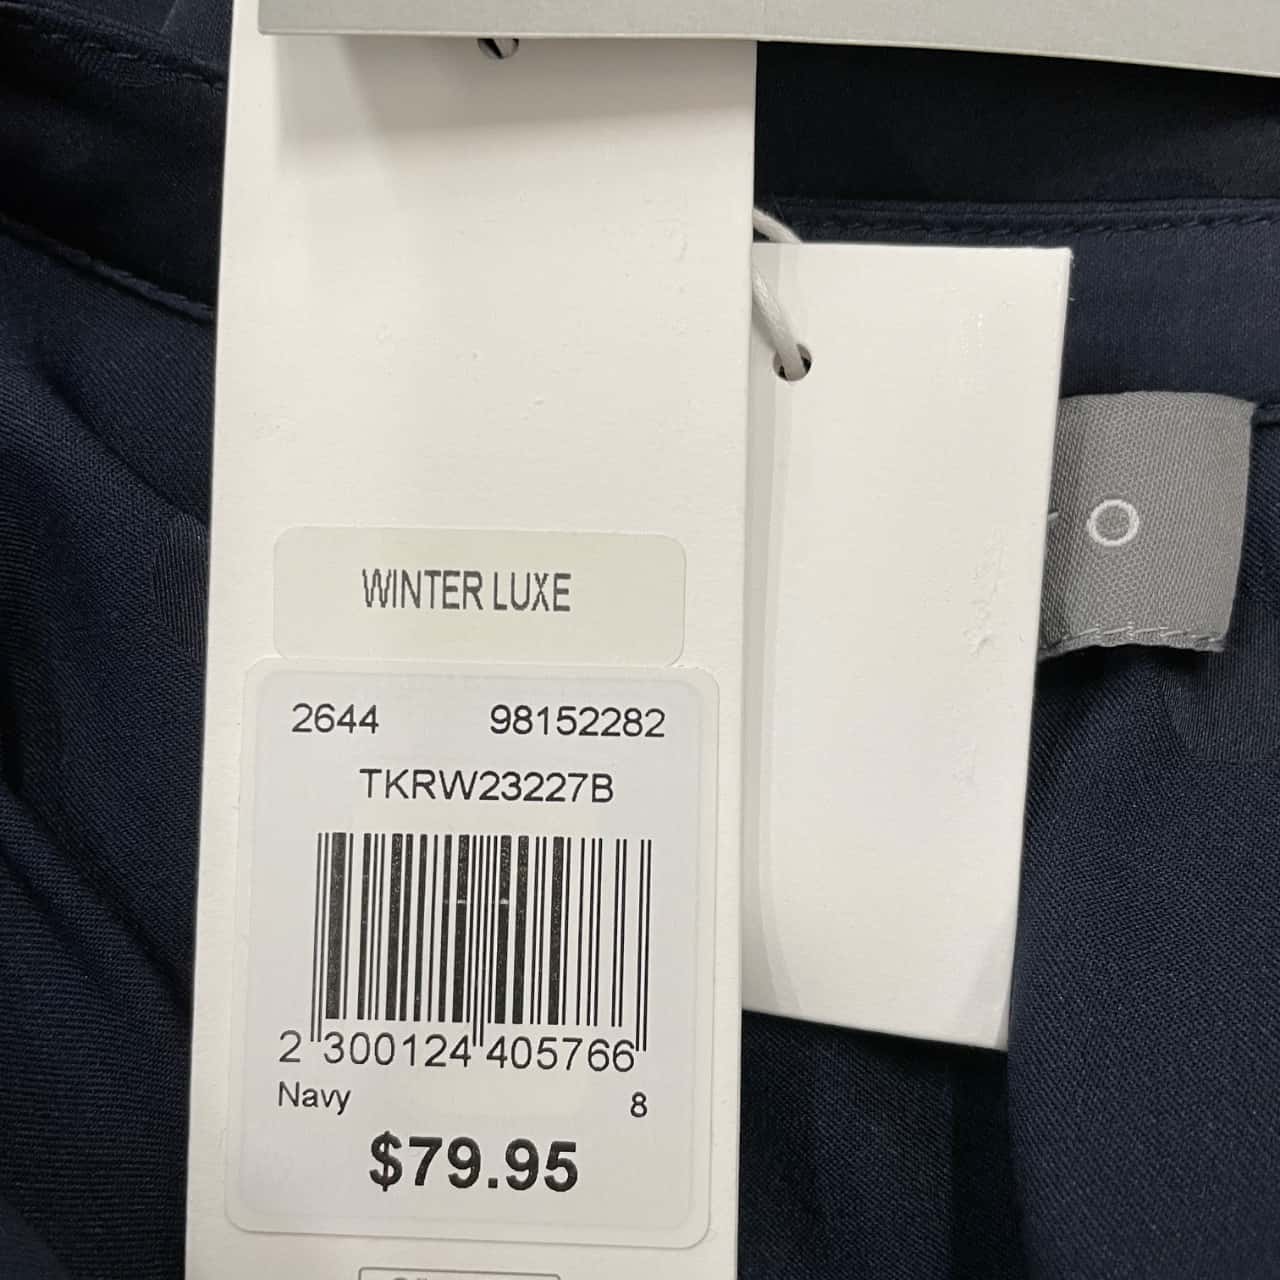 WINTER LUXE
2644 98152282
TKRW23227B
2 300124 405766
Navy 8
$79.95
O